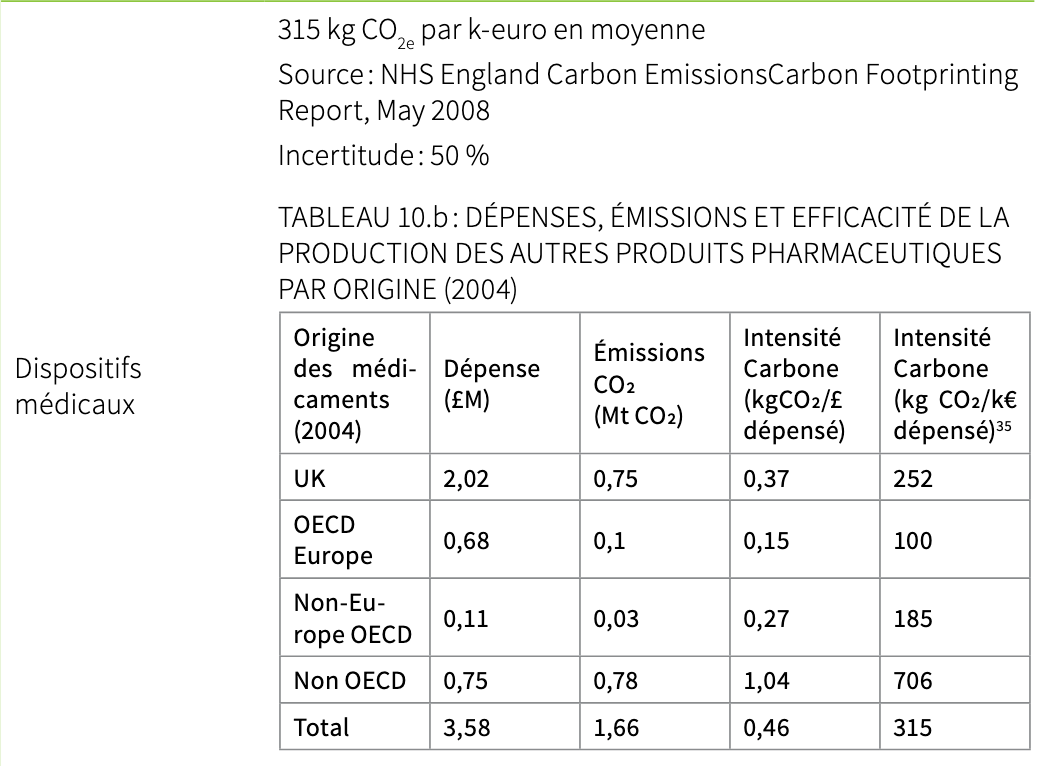 315 kg CO2e par k-euro en moyenne
Source : NHS England Carbon EmissionsCarbon Footprinting
Report, May 2008
Incertitude : 50 %
TABLEAU 10.b : DÉPENSES, ÉMISSIONS ET EFFICACITÉ DE LA
PRODUCTION DES AUTRES PRODUITS PHARMACEUTIQUES
PAR ORIGINE (2004)
Dispositifs
médicaux
Origine
des médi-
caments
(2004)
Dépense
(£M)
Émissions
CO₂
(Mt CO₂)
Intensité
Carbone
(kgCO₂/£
dépensé)
Intensité
Carbone
(kg CO₂/k€
dépensé)³⁵
UK
2,02
0,75
0,37
252
OECD
Europe
0,68
0,1
0,15
100
Non-Eu-
rope OECD
0,11
0,03
0,27
185
Non OECD
0,75
0,78
1,04
706
Total
3,58
1,66
0,46
315